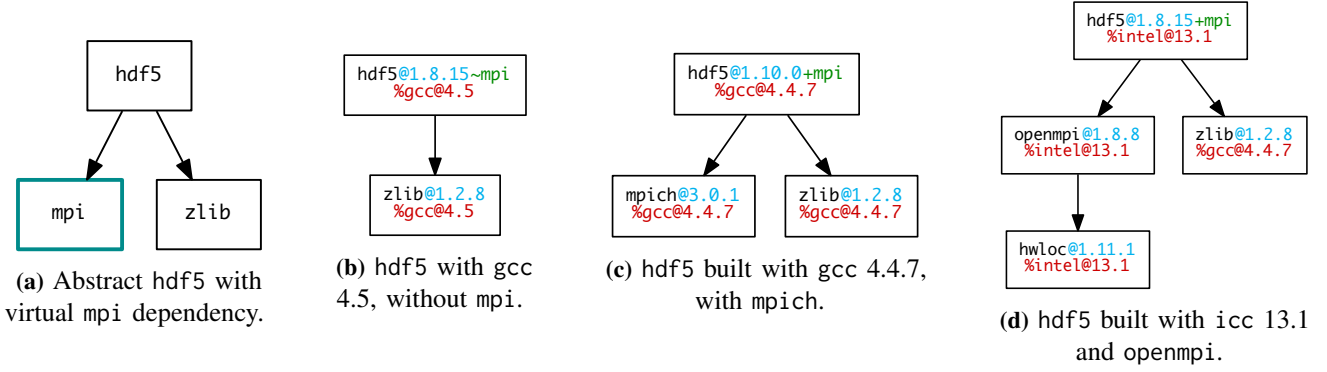 hdf5
mpi
zlib
(a) Abstract hdf5 with
virtual mpi dependency.
hdf5@1.8.15~mpi
%gcc@4.5
zlib@1.2.8
%gcc@4.5
(b) hdf5 with gcc
4.5, without mpi.
hdf5@1.10.0+mpi
%gcc@4.4.7
mpich@3.0.1
%gcc@4.4.7
zlib@1.2.8
%gcc@4.4.7
(c) hdf5 built with gcc 4.4.7,
with mpich.
hdf5@1.8.15+mpi
%intel@13.1
openmpi@1.8.8
%intel@13.1
zlib@1.2.8
%gcc@4.4.7
hwloc@1.11.1
%intel@13.1
(d) hdf5 built with icc 13.1
and openmpi.